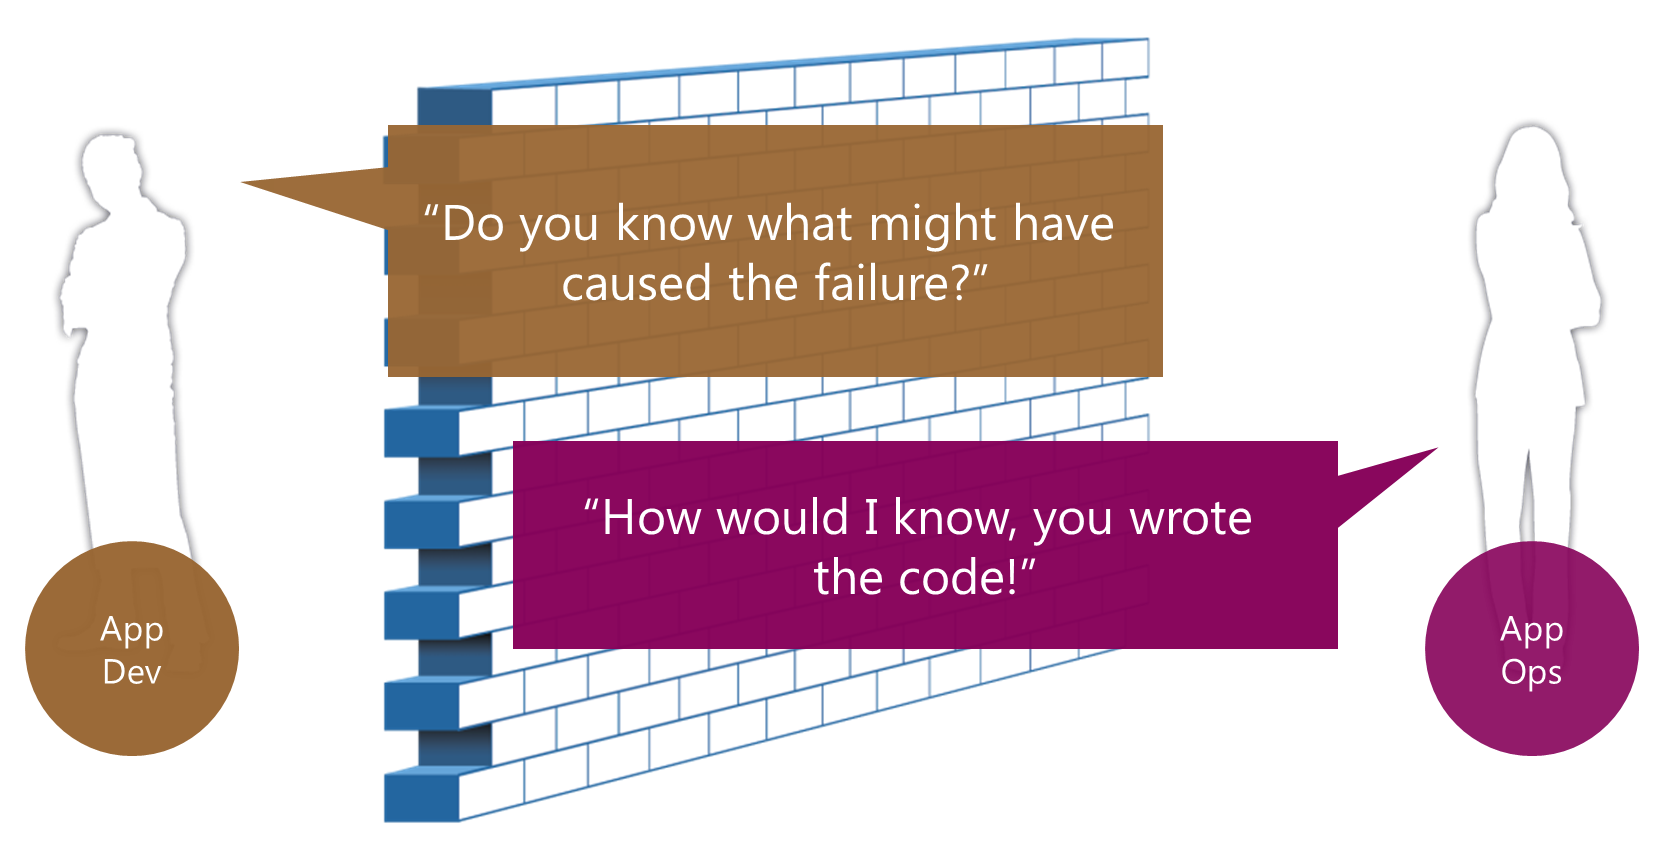 “Do you know what might have
caused the failure?”
“How would I know, you wrote
the code!”
App
Dev
App
Ops